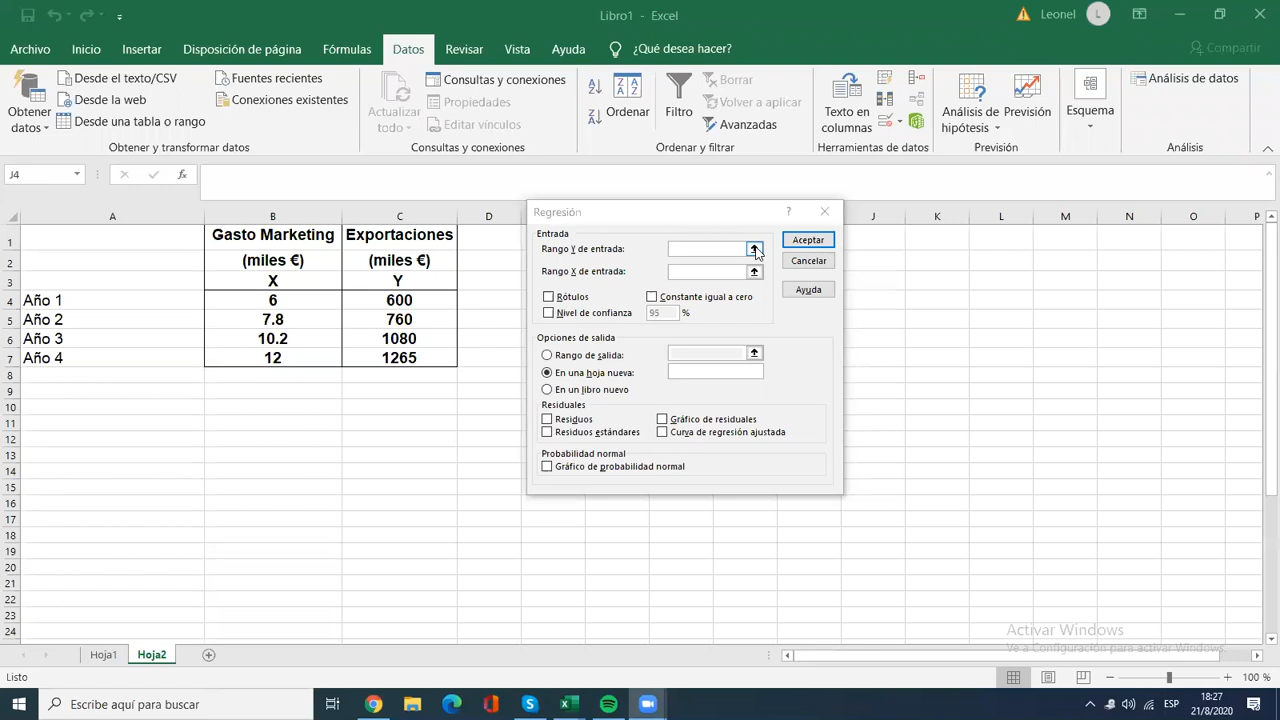 Libro1 - Excel
Leonel L
Archivo Inicio Insertar Disposición de página Fórmulas Datos Revisar Vista Ayuda ¿Qué desea hacer? Compartir
Obtener datos
Desde el texto/CSV
Desde la web
Desde una tabla o rango
Fuentes recientes
Conexiones existentes
Obtener y transformar datos
Actualizar todo
Consultas y conexiones
Propiedades
Editar vínculos
Consultas y conexiones
Ordenar
Filtro
Borrar
Volver a aplicar
Avanzadas
Ordenar y filtrar
Texto en columnas
Herramientas de datos
Análisis de hipótesis
Previsión
Previsión
Esquema
Análisis de datos
Análisis
J4
fx
A B C D J K L M N O P
1 Gasto Marketing Exportaciones
2 (miles €) (miles €)
3 X Y
4 Año 1 6 600
5 Año 2 7.8 760
6 Año 3 10.2 1080
7 Año 4 12 1265
8
9
10
11
12
13
14
15
16
17
18
19
20
21
22
23
24
Regresión ?
Entrada
Rango Y de entrada:
Rango X de entrada:
Rótulos Constante igual a cero
Nivel de confianza 95 %
Opciones de salida
Rango de salida:
En una hoja nueva:
En un libro nuevo
Residuales
Residuos Gráfico de residuales
Residuos estándares Curva de regresión ajustada
Probabilidad normal
Gráfico de probabilidad normal
Aceptar
Cancelar
Ayuda
Activar Windows
Ve a Configuración para activar Windows.
Hoja1 Hoja2
Listo 100 %
Escribe aquí para buscar
ESP
18:27
21/8/2020